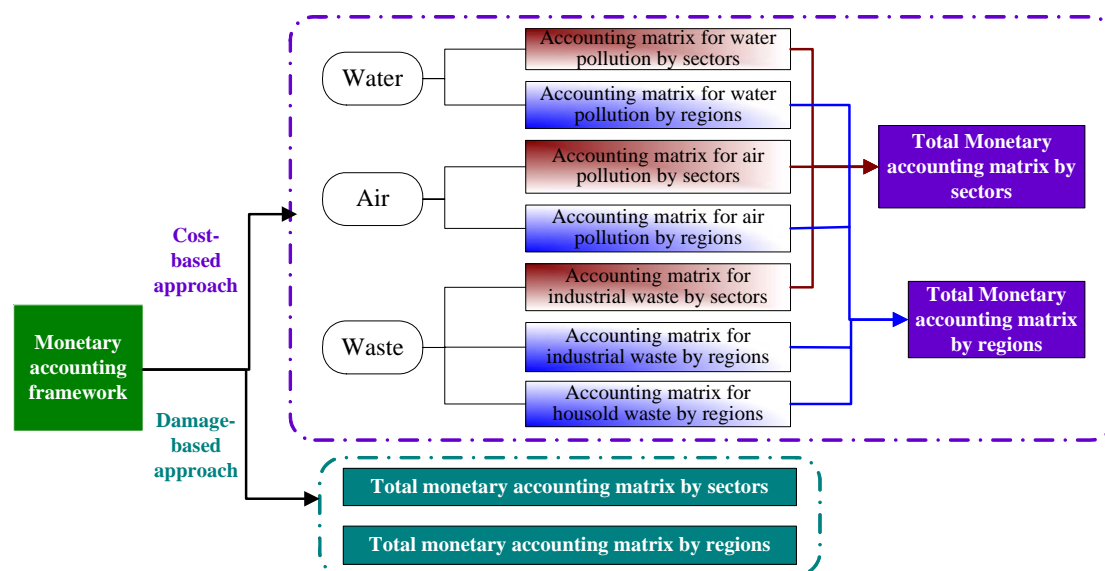 Monetary
accounting
framework
Cost-
based
approach
Damage-
based
approach
Water
Accounting matrix for water
pollution by sectors
Accounting matrix for water
pollution by regions
Air
Accounting matrix for air
pollution by sectors
Accounting matrix for air
pollution by regions
Waste
Accounting matrix for
industrial waste by sectors
Accounting matrix for
industrial waste by regions
Accounting matrix for
housold waste by regions
Total Monetary
accounting matrix by
sectors
Total Monetary
accounting matrix
by regions
Total monetary accounting matrix by sectors
Total monetary accounting matrix by regions